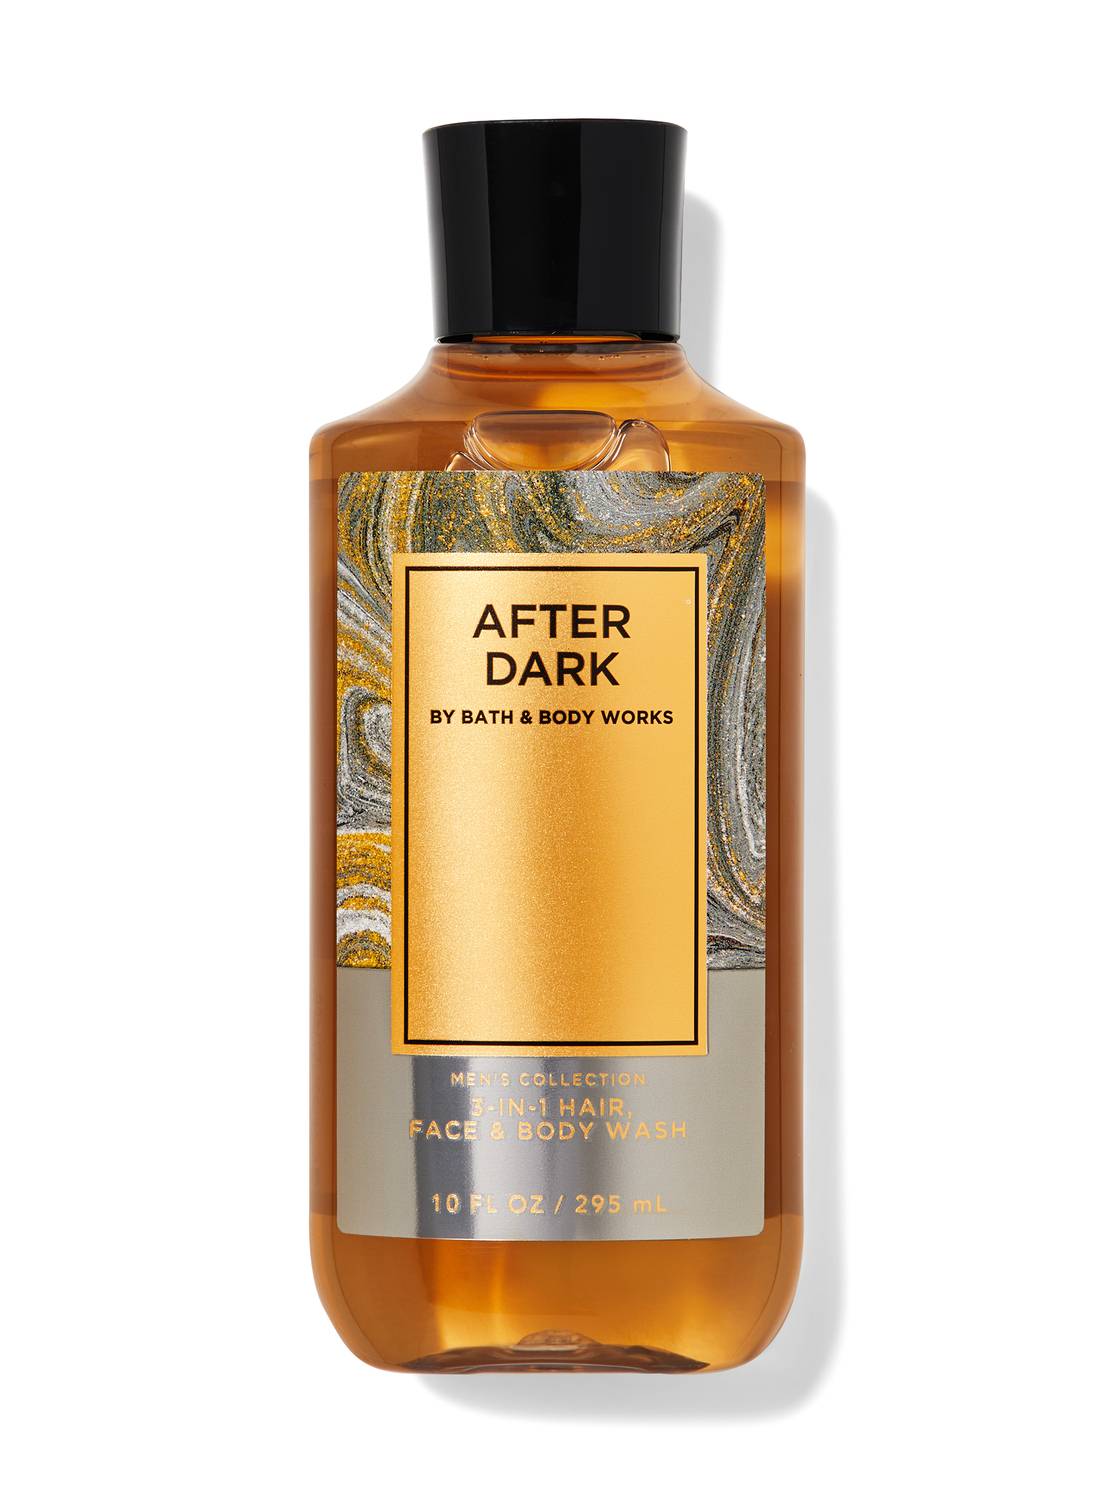 AFTER
DARK
BY BATH & BODY WORKS
MEN'S COLLECTION
3-IN-1 HAIR,
FACE & BODY WASH
10 FL OZ / 295 mL